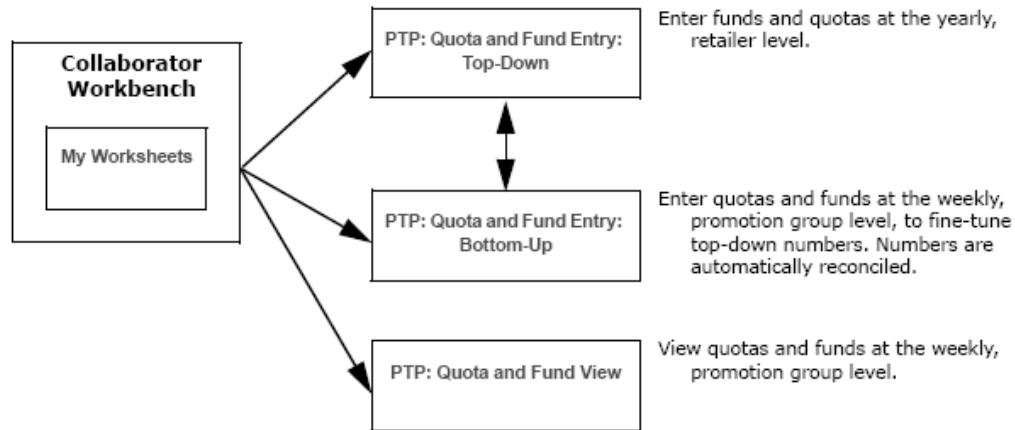 Collaborator
Workbench
My Worksheets
PTP: Quota and Fund Entry:
Top-Down
Enter funds and quotas at the yearly,
retailer level.
PTP: Quota and Fund Entry:
Bottom-Up
Enter quotas and funds at the weekly,
promotion group level, to fine-tune
top-down numbers. Numbers are
automatically reconciled.
PTP: Quota and Fund View
View quotas and funds at the weekly,
promotion group level.